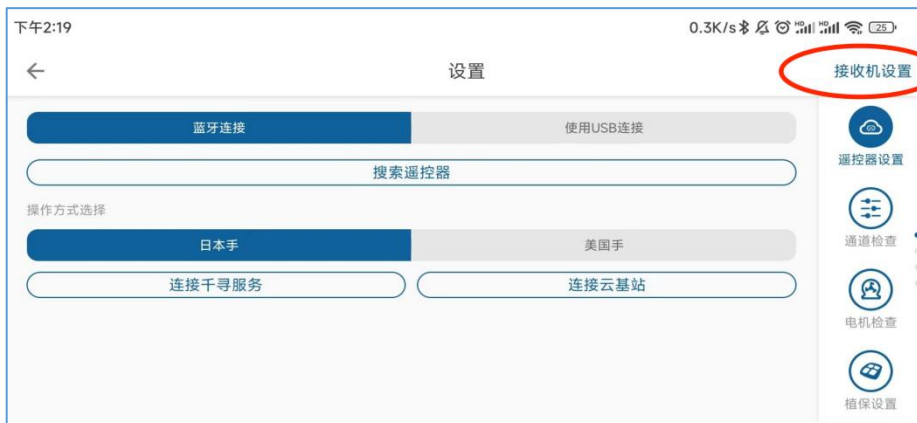 下午2:19 0.3K/s HD HD 25
设置 接收机设置
蓝牙连接 使用USB连接
遥控器设置
搜索遥控器
操作方式选择
日本手 美国手
通道检查
连接千寻服务 连接云基站
电机检查
植保设置